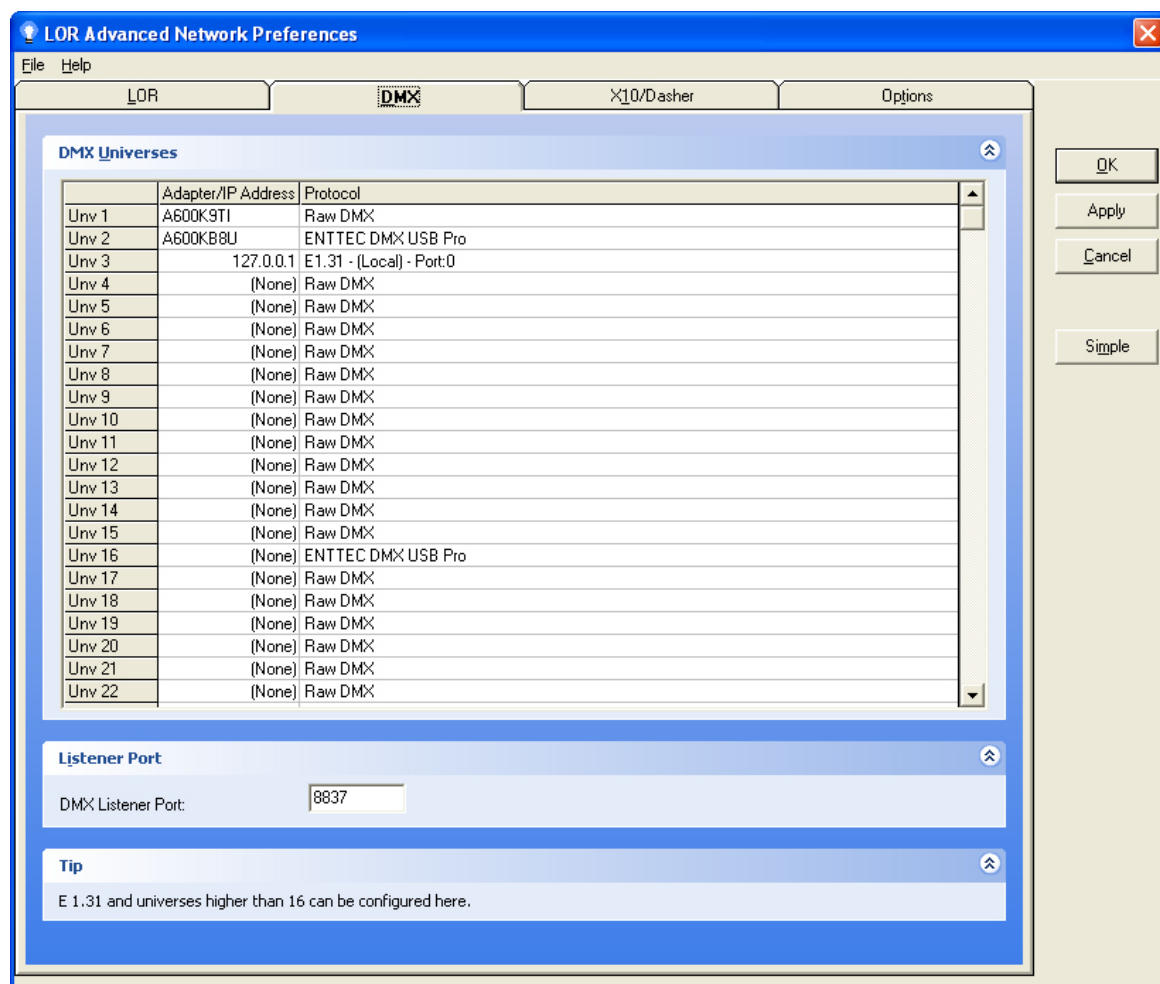 LOR Advanced Network Preferences
File Help
LOR DMX X10/Dasher Options
DMX Universes
OK
Apply
Cancel
Simple
Adapter/IP Address Protocol
Unv 1 A600K9TI Raw DMX
Unv 2 A600KB8U ENTTEC DMX USB Pro
Unv 3 127.0.0.1 E1.31 - (Local) - Port:0
Unv 4 (None) Raw DMX
Unv 5 (None) Raw DMX
Unv 6 (None) Raw DMX
Unv 7 (None) Raw DMX
Unv 8 (None) Raw DMX
Unv 9 (None) Raw DMX
Unv 10 (None) Raw DMX
Unv 11 (None) Raw DMX
Unv 12 (None) Raw DMX
Unv 13 (None) Raw DMX
Unv 14 (None) Raw DMX
Unv 15 (None) Raw DMX
Unv 16 (None) ENTTEC DMX USB Pro
Unv 17 (None) Raw DMX
Unv 18 (None) Raw DMX
Unv 19 (None) Raw DMX
Unv 20 (None) Raw DMX
Unv 21 (None) Raw DMX
Unv 22 (None) Raw DMX
Listener Port
DMX Listener Port: 8837
Tip
E 1.31 and universes higher than 16 can be configured here.